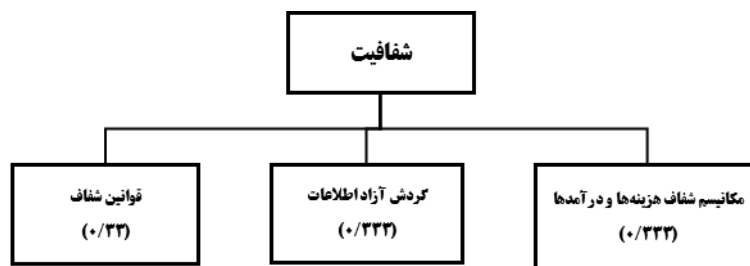 شفافیت
مکانیسم شفاف هزینه‌ها و درآمدها
(۰/۳۳۳)
گردش آزاد اطلاعات
(۰/۳۳۳)
قوانین شفاف
(۰/۳۳)